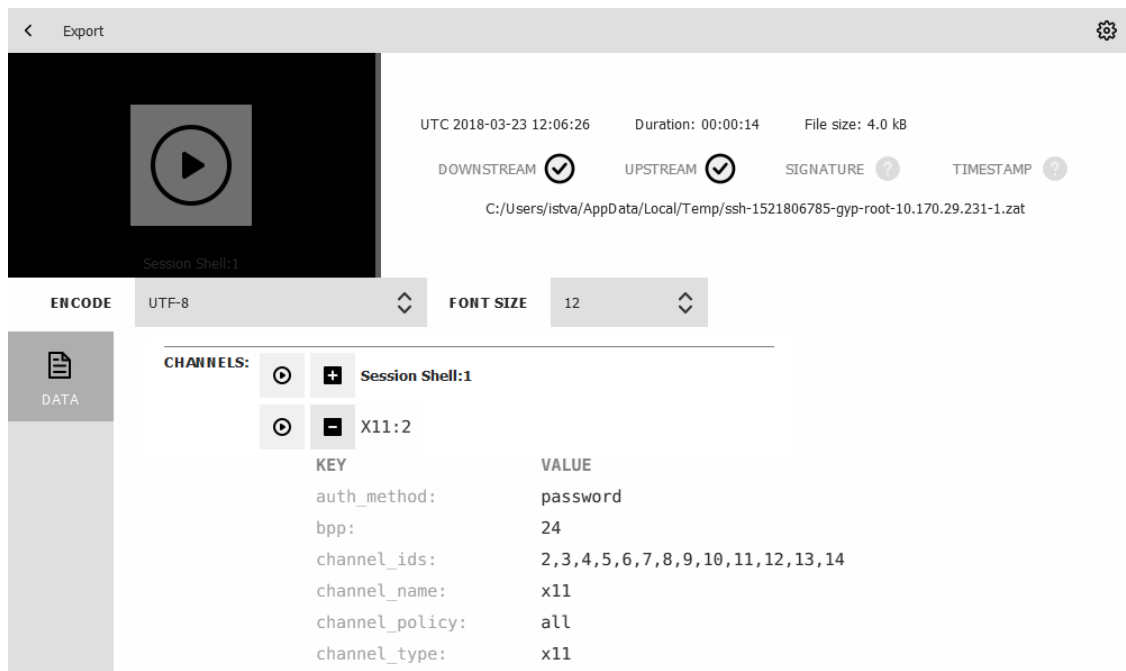 Export
UTC 2018-03-23 12:06:26 Duration: 00:00:14 File size: 4.0 kB
DOWNSTREAM UPSTREAM SIGNATURE ? TIMESTAMP ?
C:/Users/istva/AppData/Local/Temp/ssh-1521806785-gyp-root-10.170.29.231-1.zat
Session Shell:1
ENCODE UTF-8 FONT SIZE 12
DATA
CHANNELS: Session Shell:1
X11:2
KEY VALUE
auth_method: password
bpp: 24
channel_ids: 2,3,4,5,6,7,8,9,10,11,12,13,14
channel_name: x11
channel_policy: all
channel_type: x11